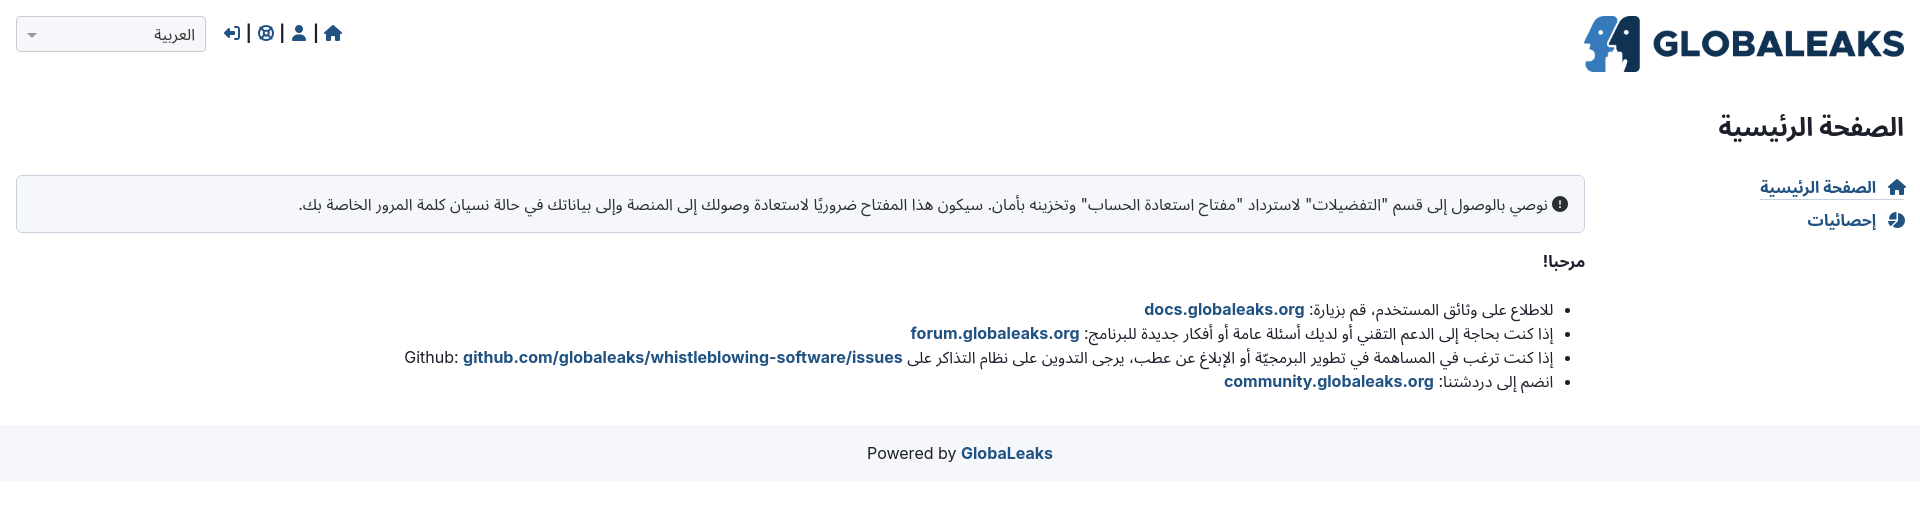 GLOBALEAKS
| | |
العربية
الصفحة الرئيسية
الصفحة الرئيسية
إحصائيات
نوصي بالوصول إلى قسم "التفضيلات" لاسترداد "مفتاح استعادة الحساب" وتخزينه بأمان. سيكون هذا المفتاح ضروريًا لاستعادة وصولك إلى المنصة وإلى بياناتك في حالة نسيان كلمة المرور الخاصة بك.
مرحبا!
• للاطلاع على وثائق المستخدم، قم بزيارة: docs.globaleaks.org
• إذا كنت بحاجة إلى الدعم التقني أو لديك أسئلة عامة أو أفكار جديدة للبرنامج: forum.globaleaks.org
• إذا كنت ترغب في المساهمة في تطوير البرمجيّة أو الإبلاغ عن عطب، يرجى التدوين على نظام التذاكر على Github: github.com/globaleaks/whistleblowing-software/issues
• انضم إلى دردشتنا: community.globaleaks.org
Powered by GlobaLeaks